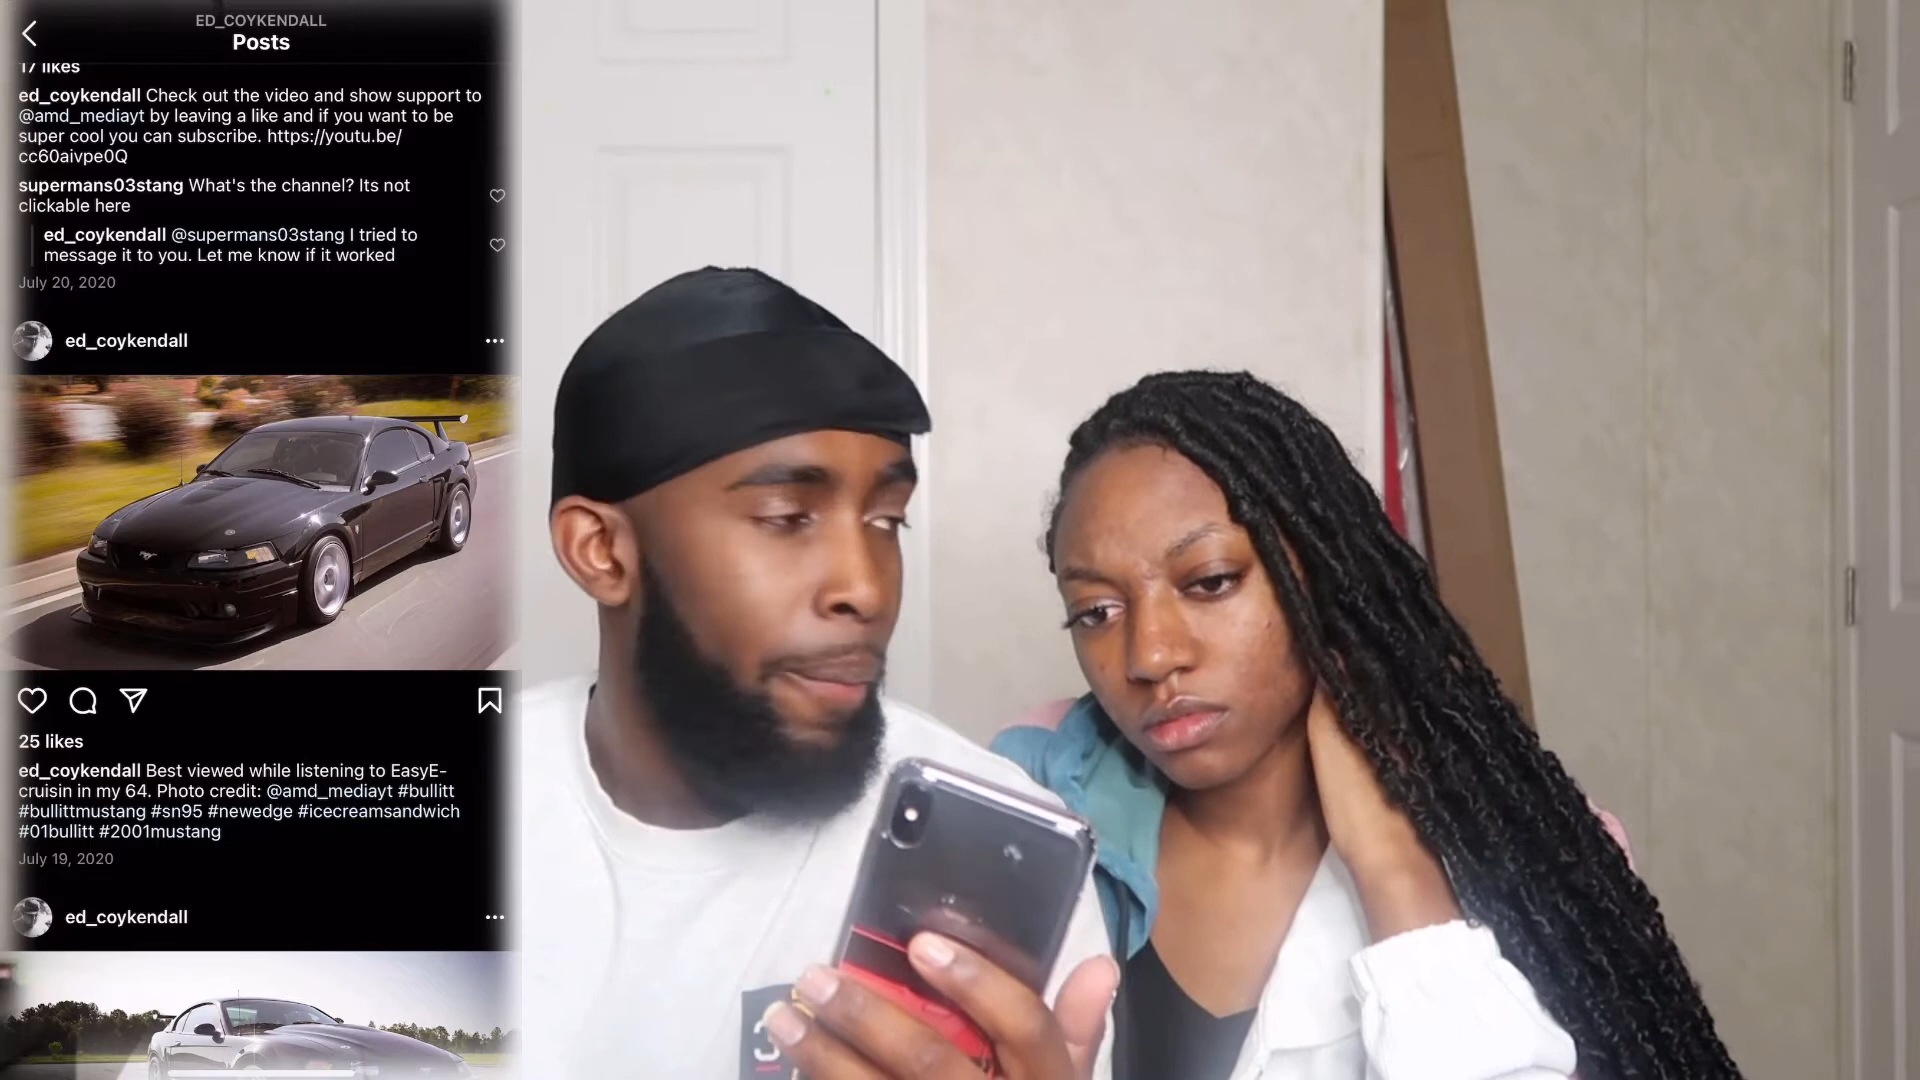 ED_COYKENDALL
Posts
17 likes
ed_coykendall Check out the video and show support to
@amd_mediayt by leaving a like and if you want to be
super cool you can subscribe. https://youtu.be/
cc60aivpe0Q
supermans03stang What's the channel? Its not
clickable here
ed_coykendall @supermans03stang I tried to
message it to you. Let me know if it worked
July 20, 2020
ed_coykendall
25 likes
ed_coykendall Best viewed while listening to EasyE-
cruisin in my 64. Photo credit: @amd_mediayt #bullitt
#bullittmustang #sn95 #newedge #icecreamsandwich
#01bullitt #2001mustang
July 19, 2020
ed_coykendall
3